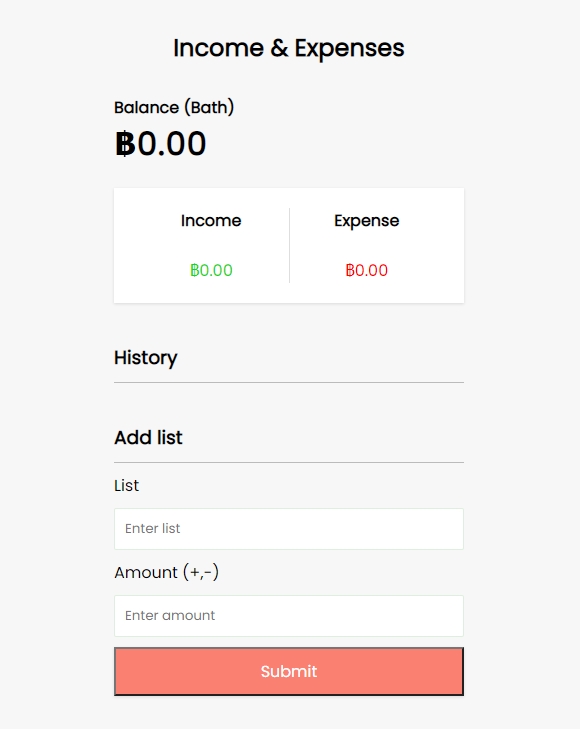 Income & Expenses
Balance (Bath)
฿0.00
Income Expense
฿0.00 ฿0.00
History
Add list
List
Enter list
Amount (+,-)
Enter amount
Submit